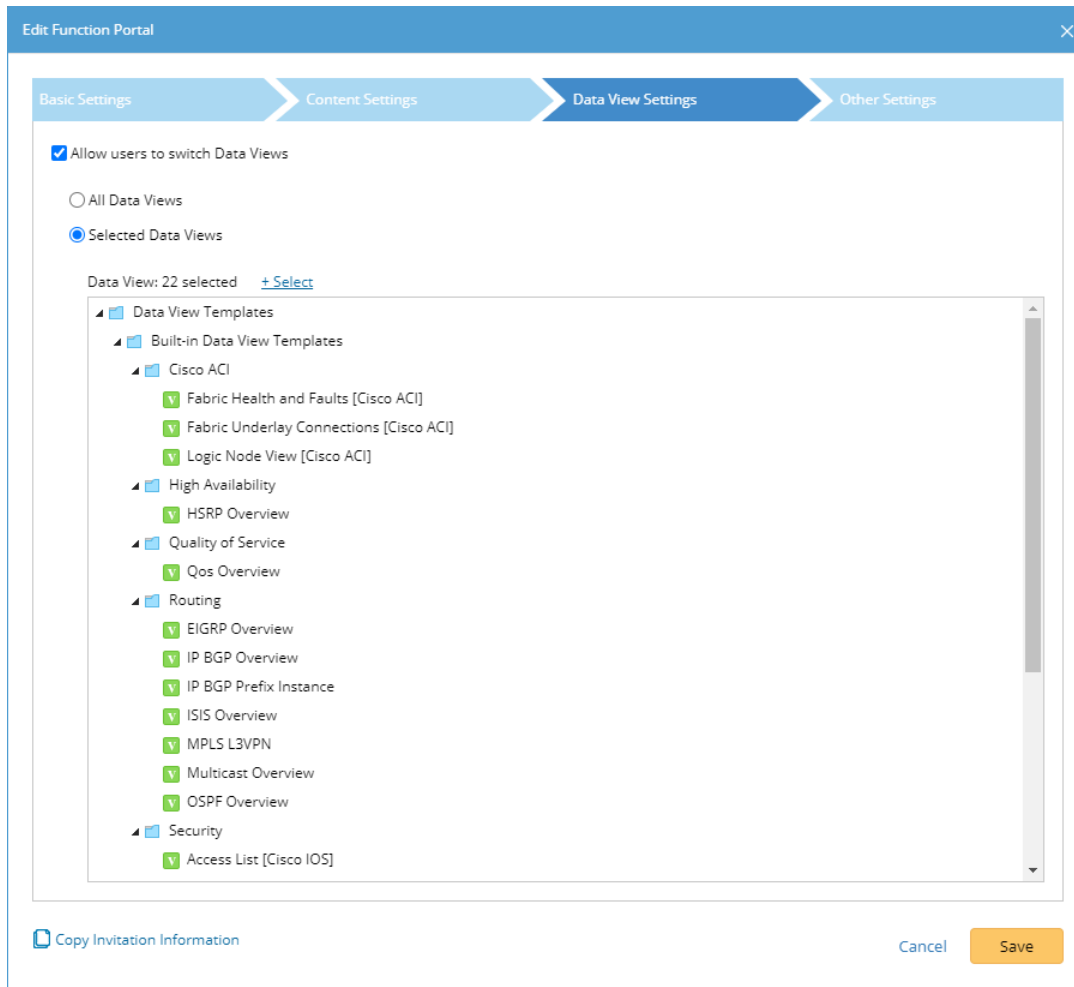 Edit Function Portal
Basic Settings
Content Settings
Data View Settings
Other Settings
Allow users to switch Data Views
All Data Views
Selected Data Views
Data View: 22 selected + Select
Data View Templates
Built-in Data View Templates
Cisco ACI
V Fabric Health and Faults [Cisco ACI]
V Fabric Underlay Connections [Cisco ACI]
V Logic Node View [Cisco ACI]
High Availability
V HSRP Overview
Quality of Service
V Qos Overview
Routing
V EIGRP Overview
V IP BGP Overview
V IP BGP Prefix Instance
V ISIS Overview
V MPLS L3VPN
V Multicast Overview
V OSPF Overview
Security
V Access List [Cisco IOS]
Copy Invitation Information
Cancel
Save